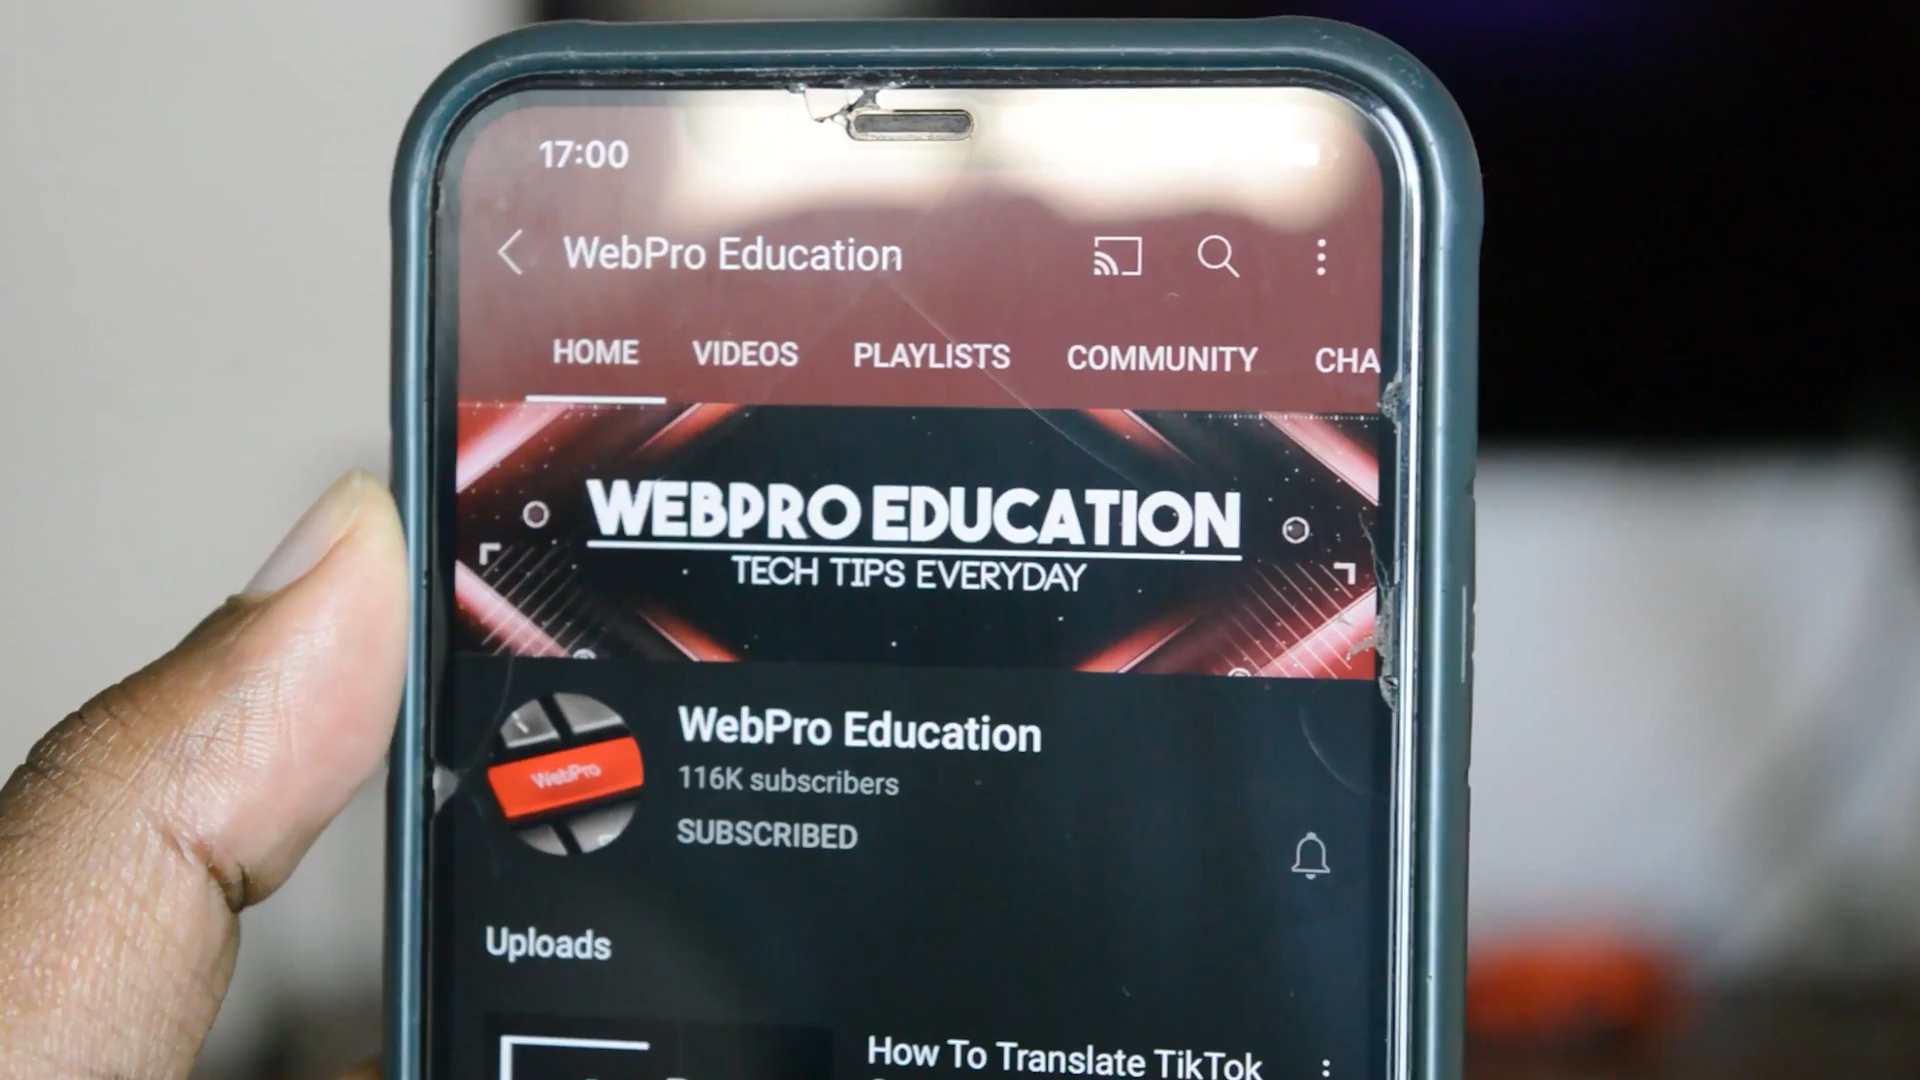 17:00
WebPro Education
HOME VIDEOS PLAYLISTS COMMUNITY CHA
WEBPRO EDUCATION
TECH TIPS EVERYDAY
WebPro
WebPro Education
116K subscribers
SUBSCRIBED
Uploads
How To Translate TikTok